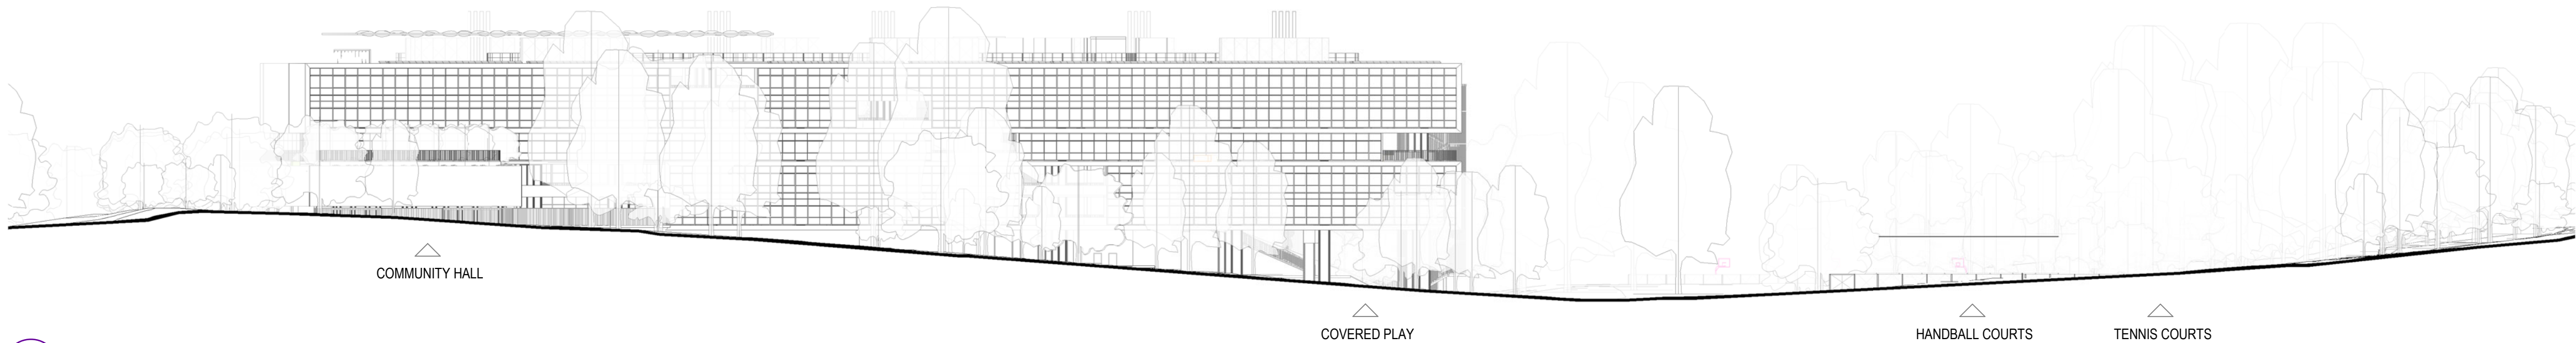 COMMUNITY HALL
COVERED PLAY
HANDBALL COURTS
TENNIS COURTS